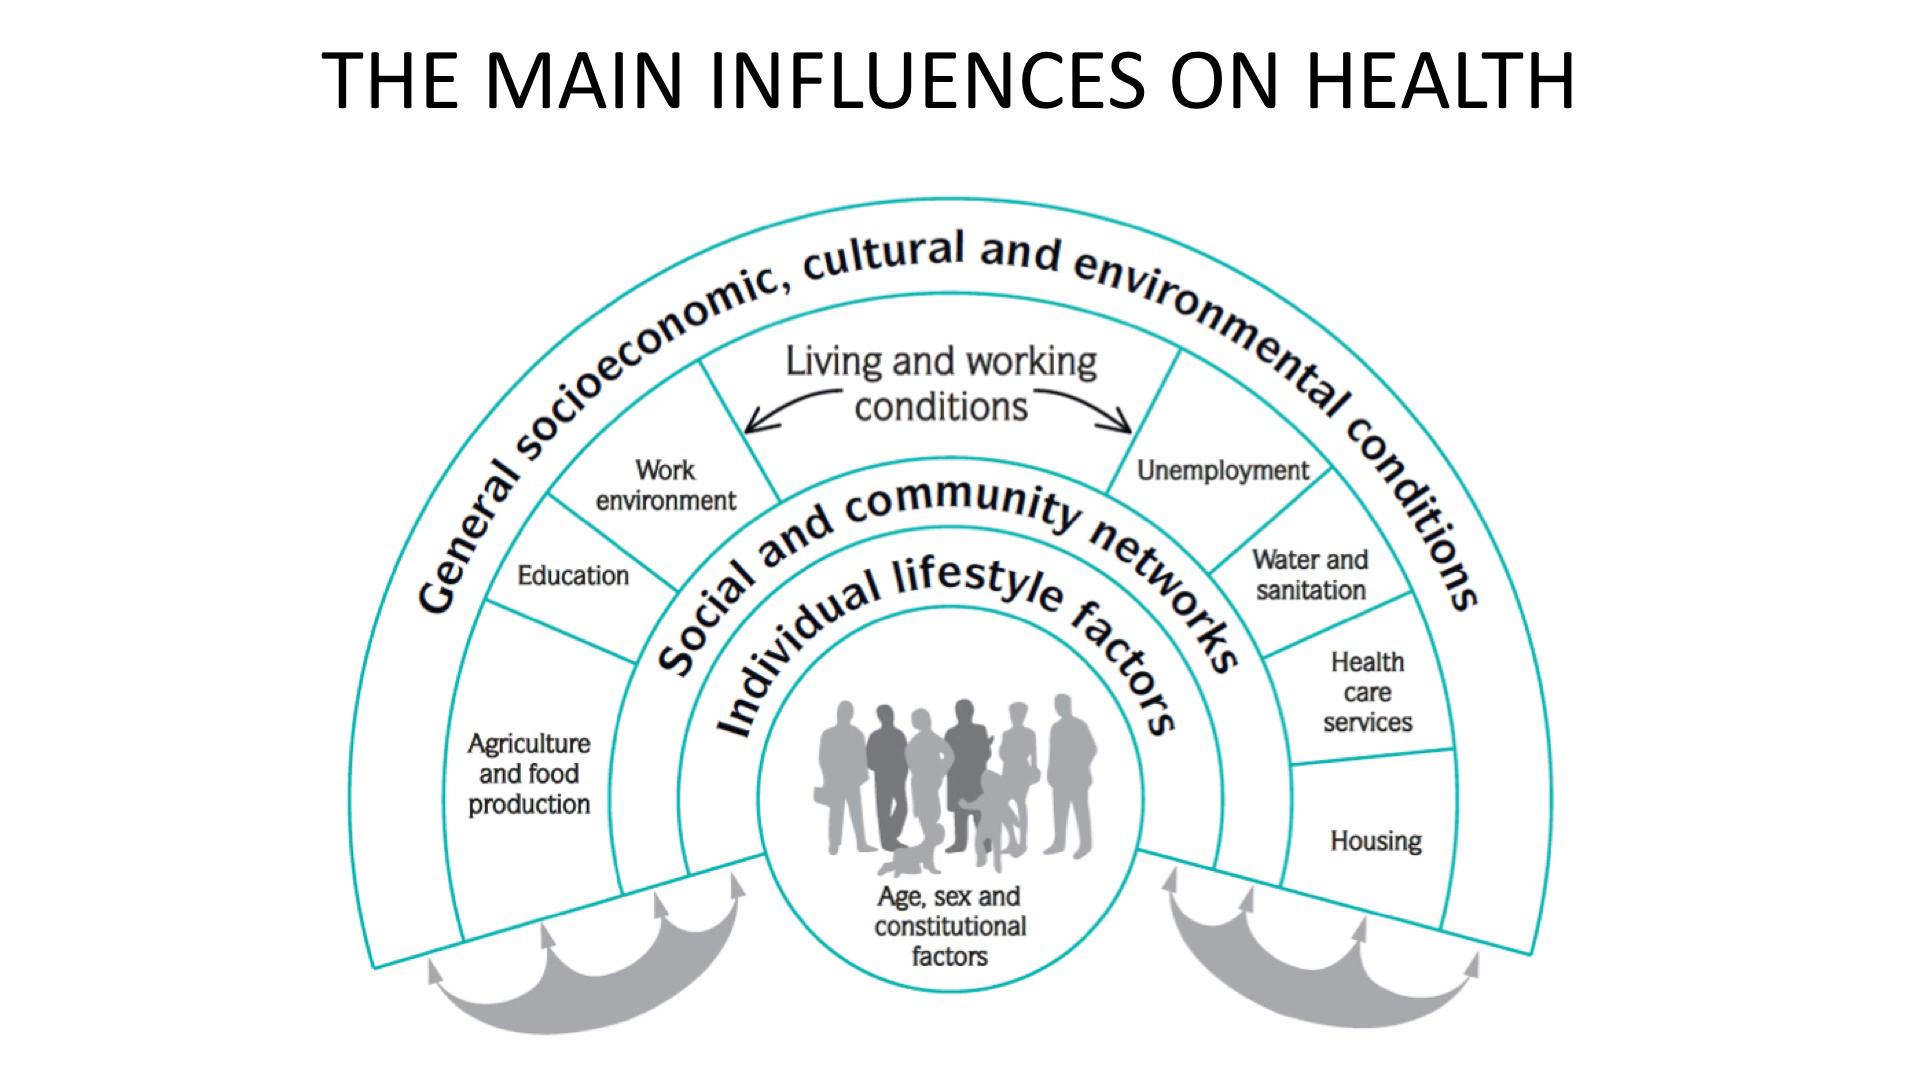 THE MAIN INFLUENCES ON HEALTH
General socioeconomic, cultural and environmental conditions
Living and working
conditions
Work
environment
Unemployment
Education
Water and
sanitation
Agriculture
and food
production
Health
care
services
Housing
Social and community networks
Individual lifestyle factors
Age, sex and
constitutional
factors